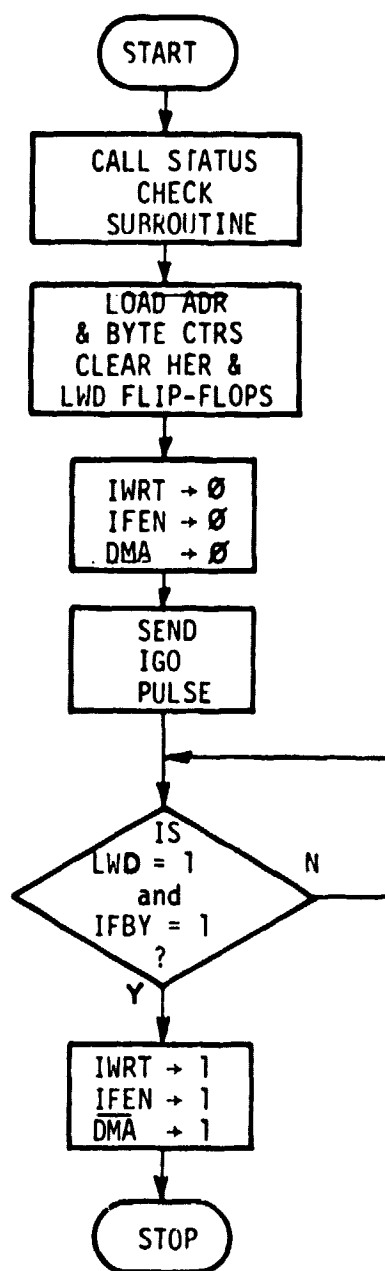 START
CALL STATUS
CHECK
SUBROUTINE
LOAD ADR
& BYTE CTRS
CLEAR HER &
LWD FLIP-FLOPS
IWRT → Ø
IFEN → Ø
DMA → Ø
SEND
IGO
PULSE
IS
LWD = 1
and
IFBY = 1
?
N
Y
IWRT → 1
IFEN → 1
DMA → 1
STOP